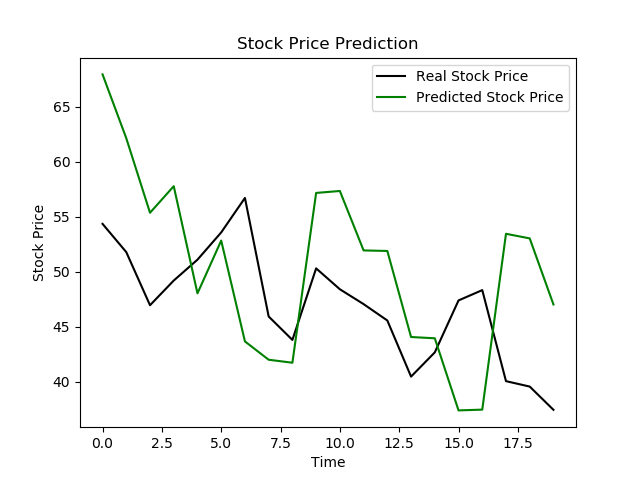 Stock Price Prediction
Real Stock Price
Predicted Stock Price
Stock Price
65
60
55
50
45
40
0.0 2.5 5.0 7.5 10.0 12.5 15.0 17.5
Time